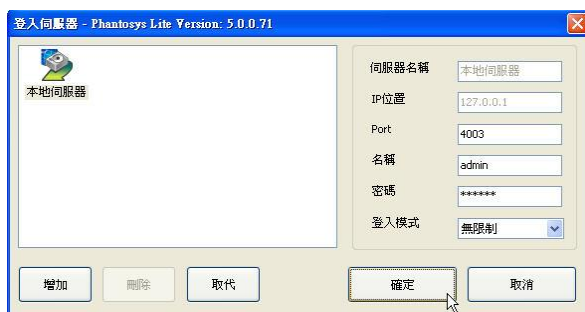 登入伺服器 - Phantosys Lite Version: 5.0.0.71
本地伺服器
伺服器名稱 本地伺服器
IP位置 127.0.0.1
Port 4003
名稱 admin
密碼 ******
登入模式 無限制
增加 刪除 取代 確定 取消